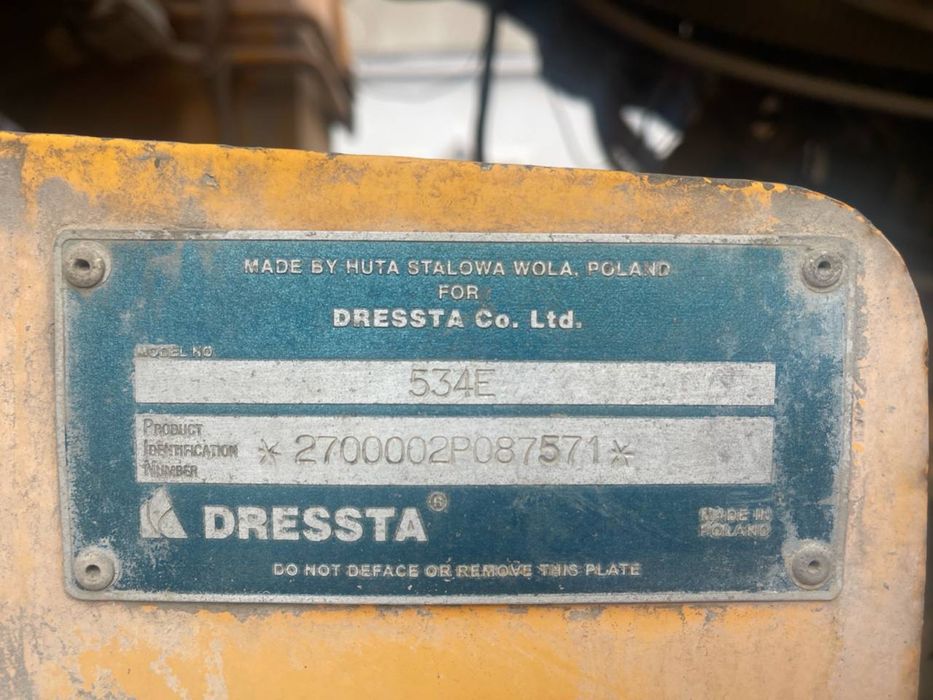 MADE BY HUTA STALOWA WOLA, POLAND
FOR
DRESSTA Co. Ltd.
MODEL NO
534E
PRODUCT
IDENTIFICATION
NUMBER
*2700002P087571*
DRESSTA®
MADE IN
POLAND
DO NOT DEFACE OR REMOVE THIS PLATE